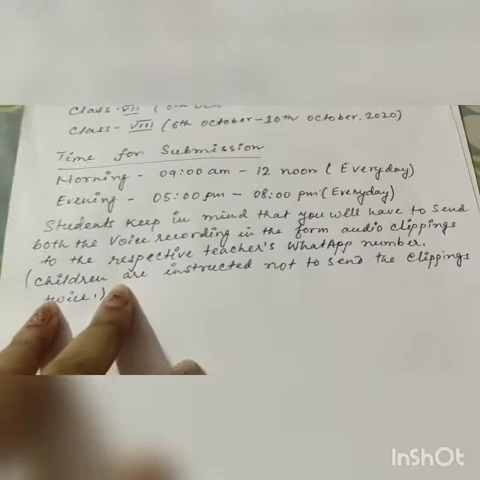 Class - VII (
Class - VIII (6th October - 10th October, 2020)
Time for Submission
Morning - 09:00 am - 12 noon (Everyday)
Evening - 05:00 pm - 08:00 pm (Everyday)
Students keep in mind that you will have to send
both the Voice recording in the form audio clippings
to the respective teacher's WhatApp number.
(children are instructed not to send the clippings
twice.)
InShOt